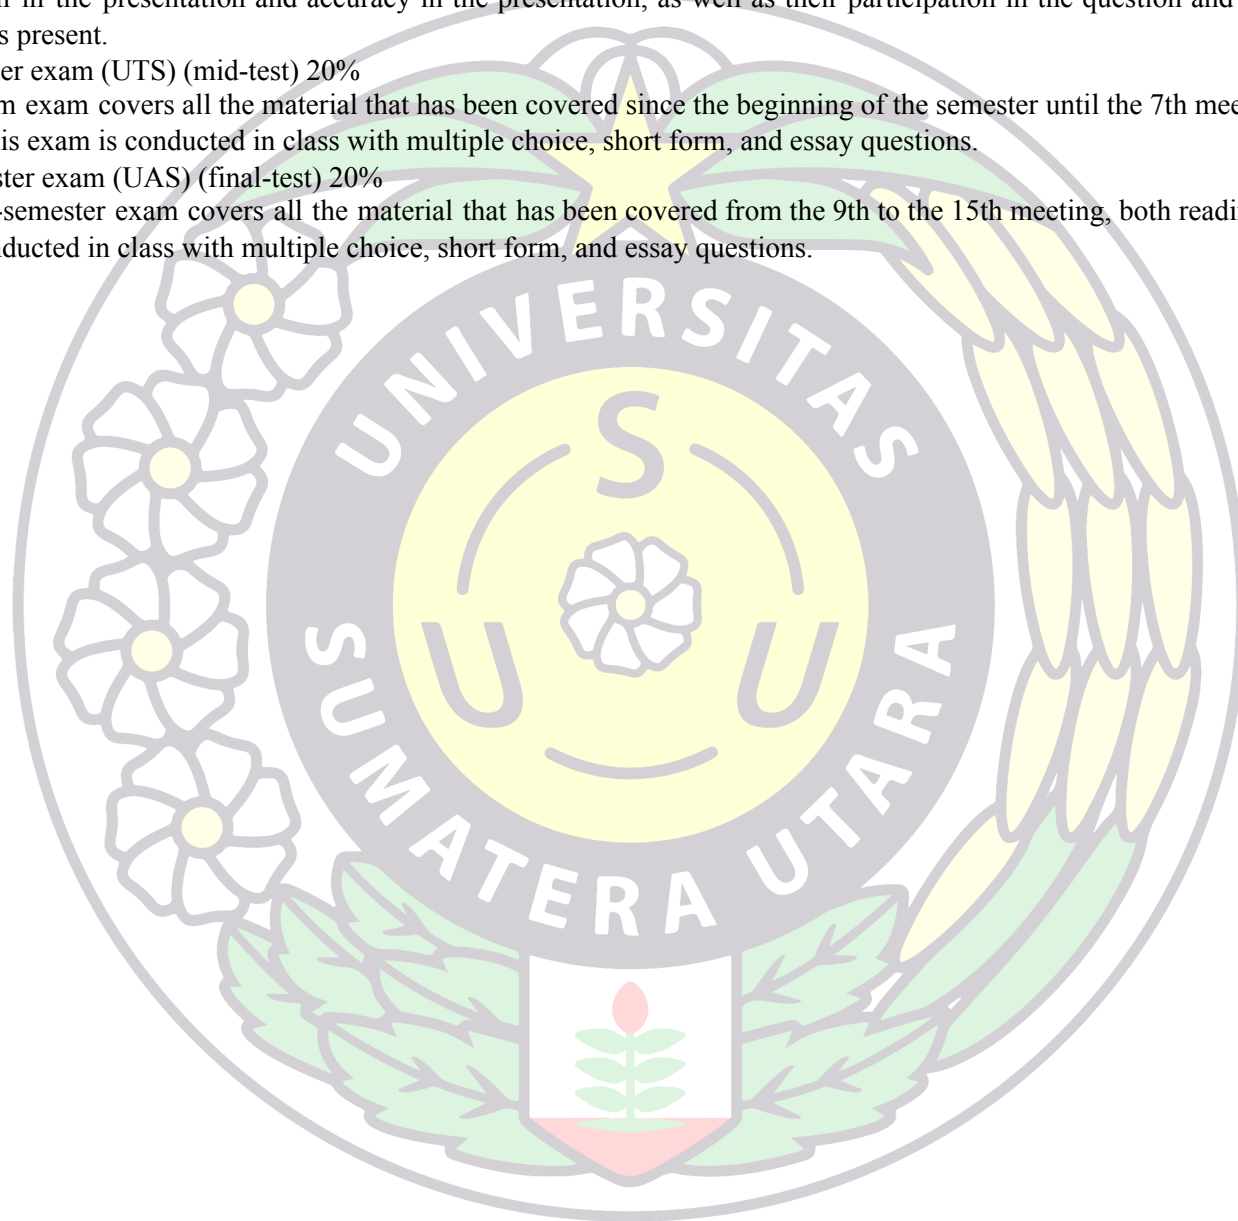 in the presentation and accuracy in the presentation, as well as their participation in the question and
s present.
er exam (UTS) (mid-test) 20%
m exam covers all the material that has been covered since the beginning of the semester until the 7th mee
is exam is conducted in class with multiple choice, short form, and essay questions.
ster exam (UAS) (final-test) 20%
-semester exam covers all the material that has been covered from the 9th to the 15th meeting, both readi
nducted in class with multiple choice, short form, and essay questions.
UNIVERSITAS
S
U U
SUMATERA UTARA